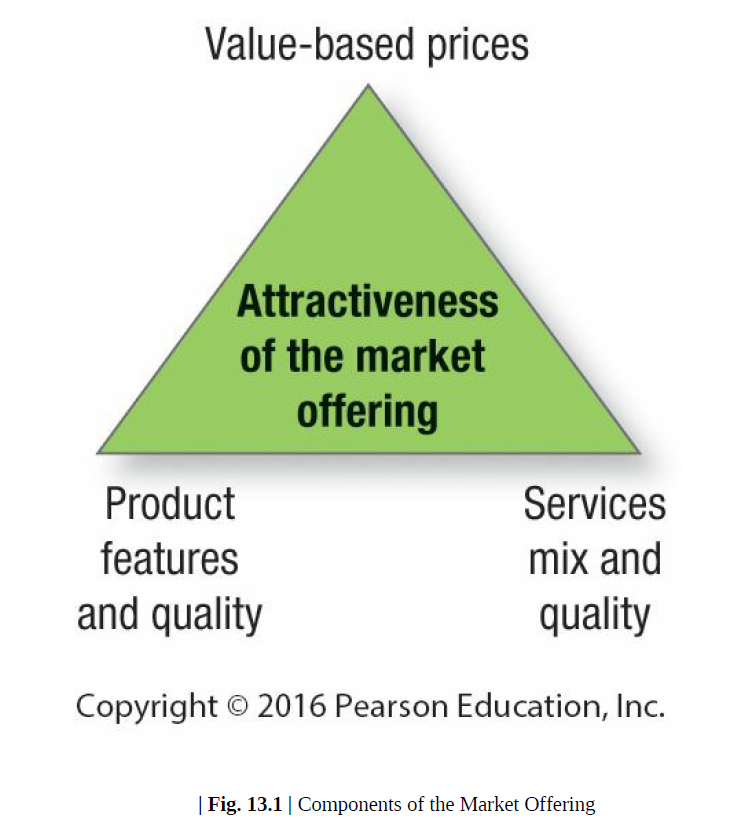 Value-based prices
Attractiveness
of the market
offering
Product
features
and quality
Services
mix and
quality
Copyright © 2016 Pearson Education, Inc.
| Fig. 13.1 | Components of the Market Offering